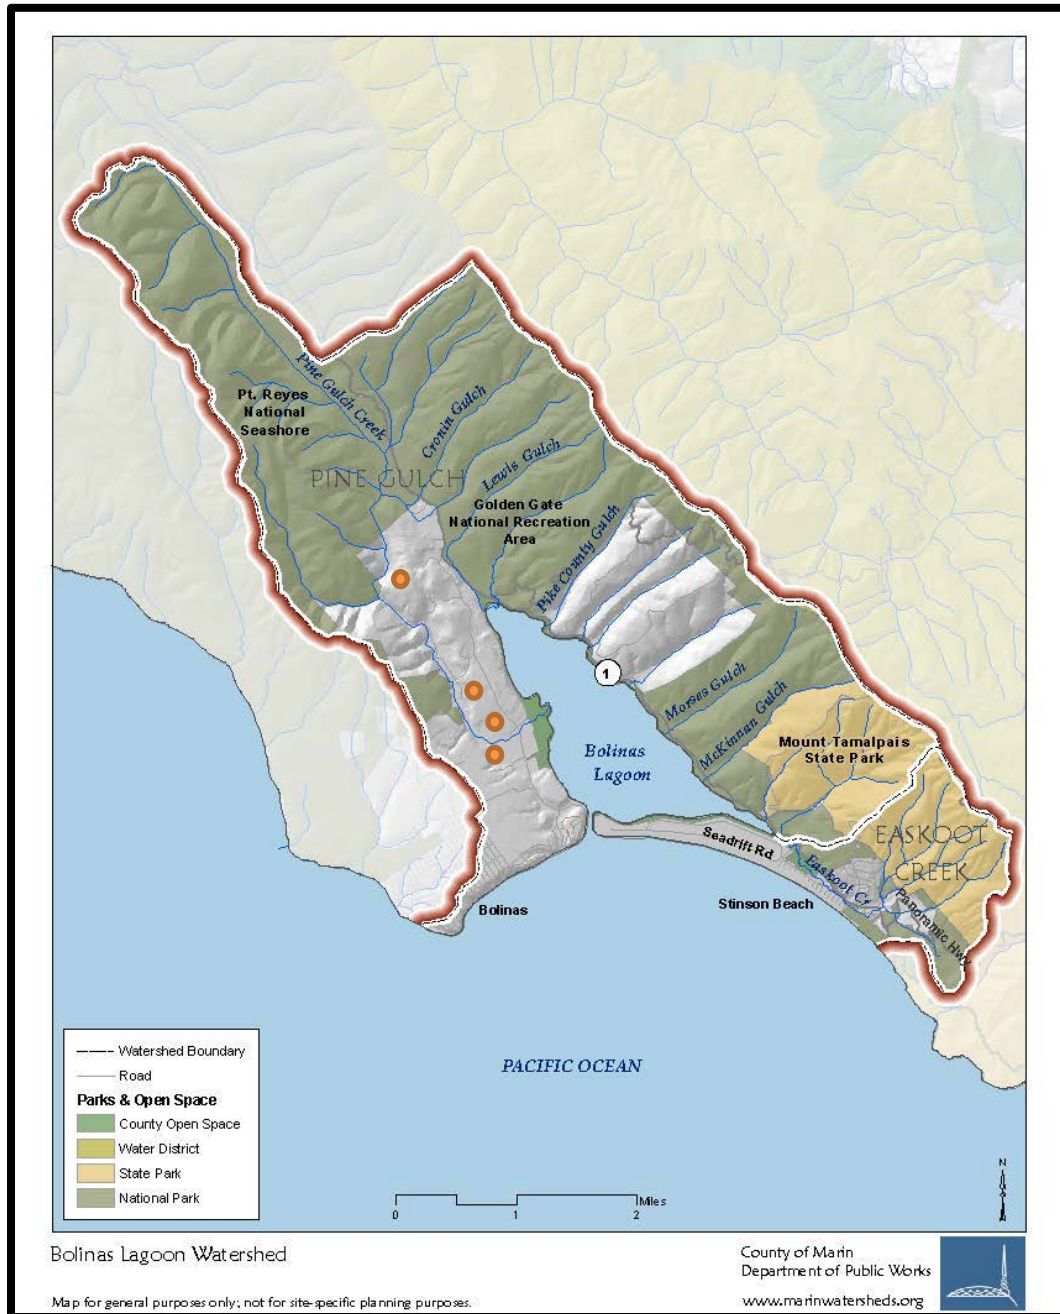 Pine Gulch Creek
Pt. Reyes
National
Seashore
Cronin Gulch
PINE GULCH
Lewis Gulch
Golden Gate
National Recreation
Area
Pike County Gulch
1
Morses Gulch
McKinnan Gulch
Mount Tamalpais
State Park
Bolinas
Lagoon
EASKOOT
CREEK
Seadrift Rd
Easkoot Cr
Panoramic Hwy
Bolinas
Stinson Beach
PACIFIC OCEAN
Watershed Boundary
Road
Parks & Open Space
County Open Space
Water District
State Park
National Park
N
Miles
0 1 2
Bolinas Lagoon Watershed
County of Marin
Department of Public Works
Map for general purposes only; not for site-specific planning purposes.
www.marinwatersheds.org